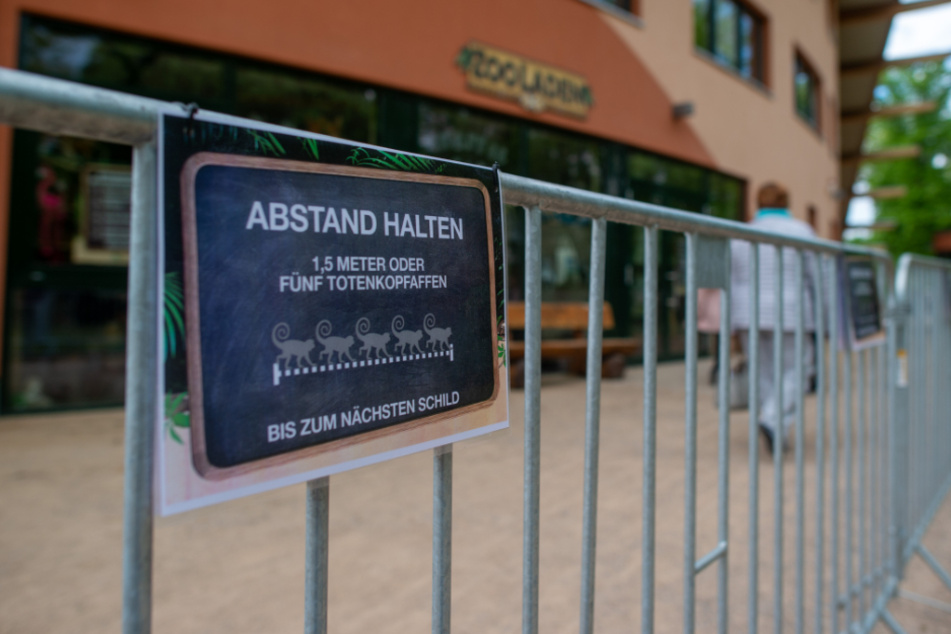 ZOOLADEN
ABSTAND HALTEN
1,5 METER ODER
FÜNF TOTENKOPFAFFEN
BIS ZUM NÄCHSTEN SCHILD